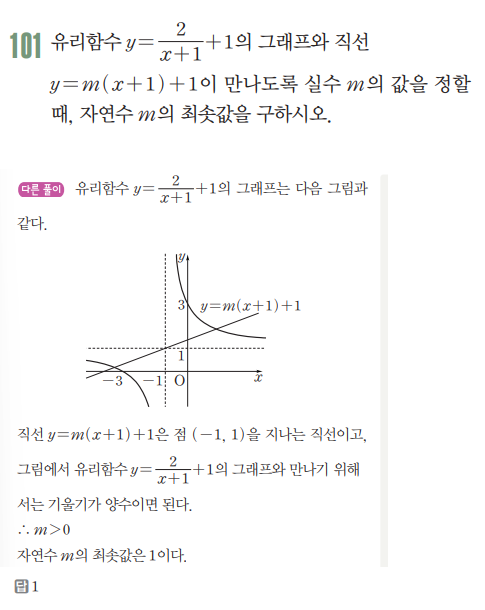 101 유리함수 y=\frac{2}{x+1}+1의 그래프와 직선
y=m(x+1)+1이 만나도록 실수 m의 값을 정할
때, 자연수 m의 최솟값을 구하시오.
다른 풀이 유리함수 y=\frac{2}{x+1}+1의 그래프는 다음 그림과
같다.
y
3 y=m(x+1)+1
1
-3 -1 O x
직선 y=m(x+1)+1은 점 (-1, 1)을 지나는 직선이고,
그림에서 유리함수 y=\frac{2}{x+1}+1의 그래프와 만나기 위해
서는 기울기가 양수이면 된다.
∴ m>0
자연수 m의 최솟값은 1이다.
답 1